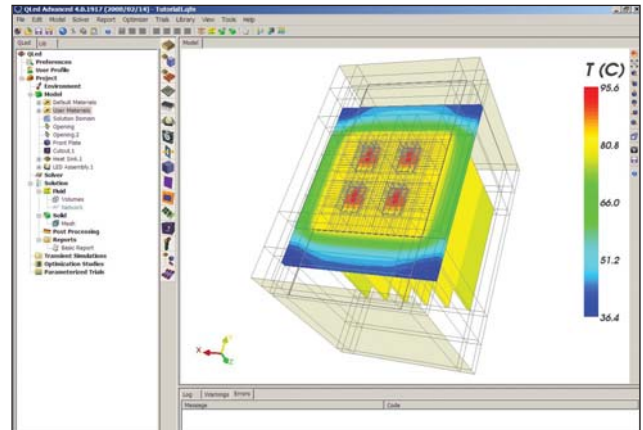 QLed Advanced 4.0.1917 (2008/02/14) - Tutorial1.qlm
File Edit Model Solver Report Optimizer Trials Library View Tools Help
QLed
Model
QLed
Preferences
User Profile
Project
Environment
Model
Default Materials
User Materials
Solution Domain
Opening
Opening.2
Front Plate
Cutout.1
Heat Sink.1
LED Assembly.1
Solver
Solution
Fluid
Volumes
Network
Solid
Mesh
Post Processing
Reports
Basic Report
Transient Simulations
Optimization Studies
Parameterized Trials
T (C)
95.6
80.8
66.0
51.2
36.4
X
Y
Z
Log Warnings Errors
Message Code